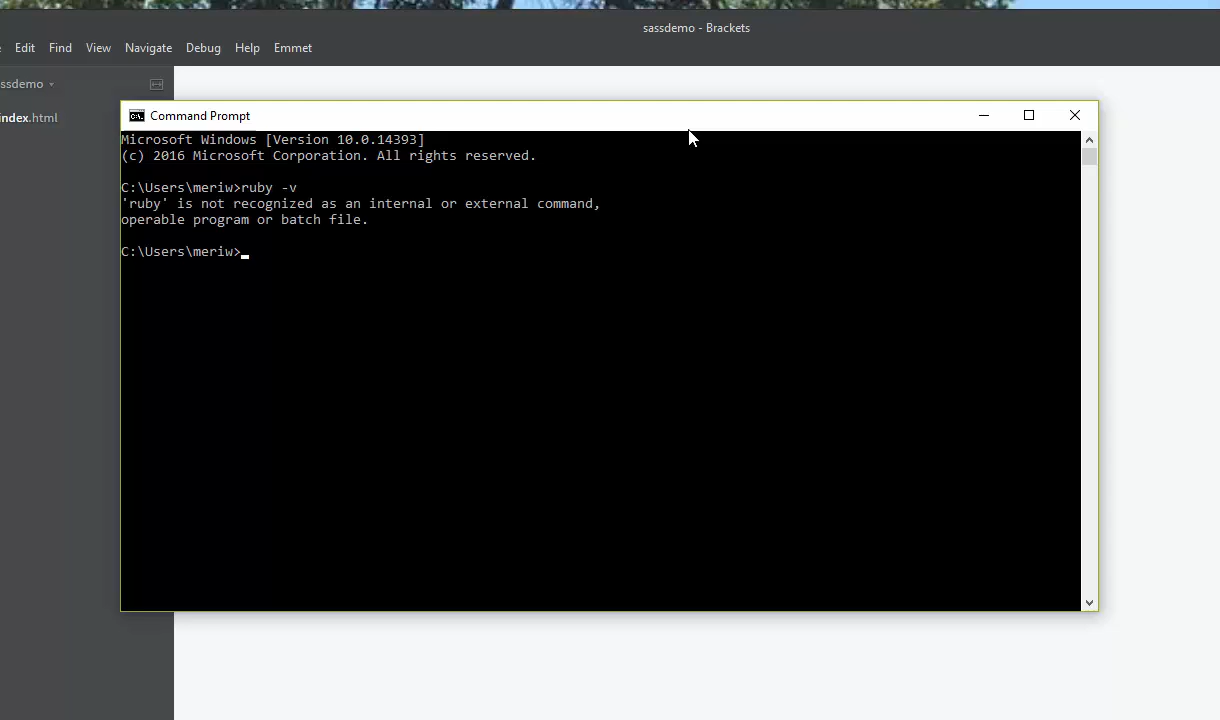 sassdemo - Brackets
Edit Find View Navigate Debug Help Emmet
ssdemo
index.html
Command Prompt
Microsoft Windows [Version 10.0.14393]
(c) 2016 Microsoft Corporation. All rights reserved.
C:\Users\meriw>ruby -v
'ruby' is not recognized as an internal or external command,
operable program or batch file.
C:\Users\meriw>